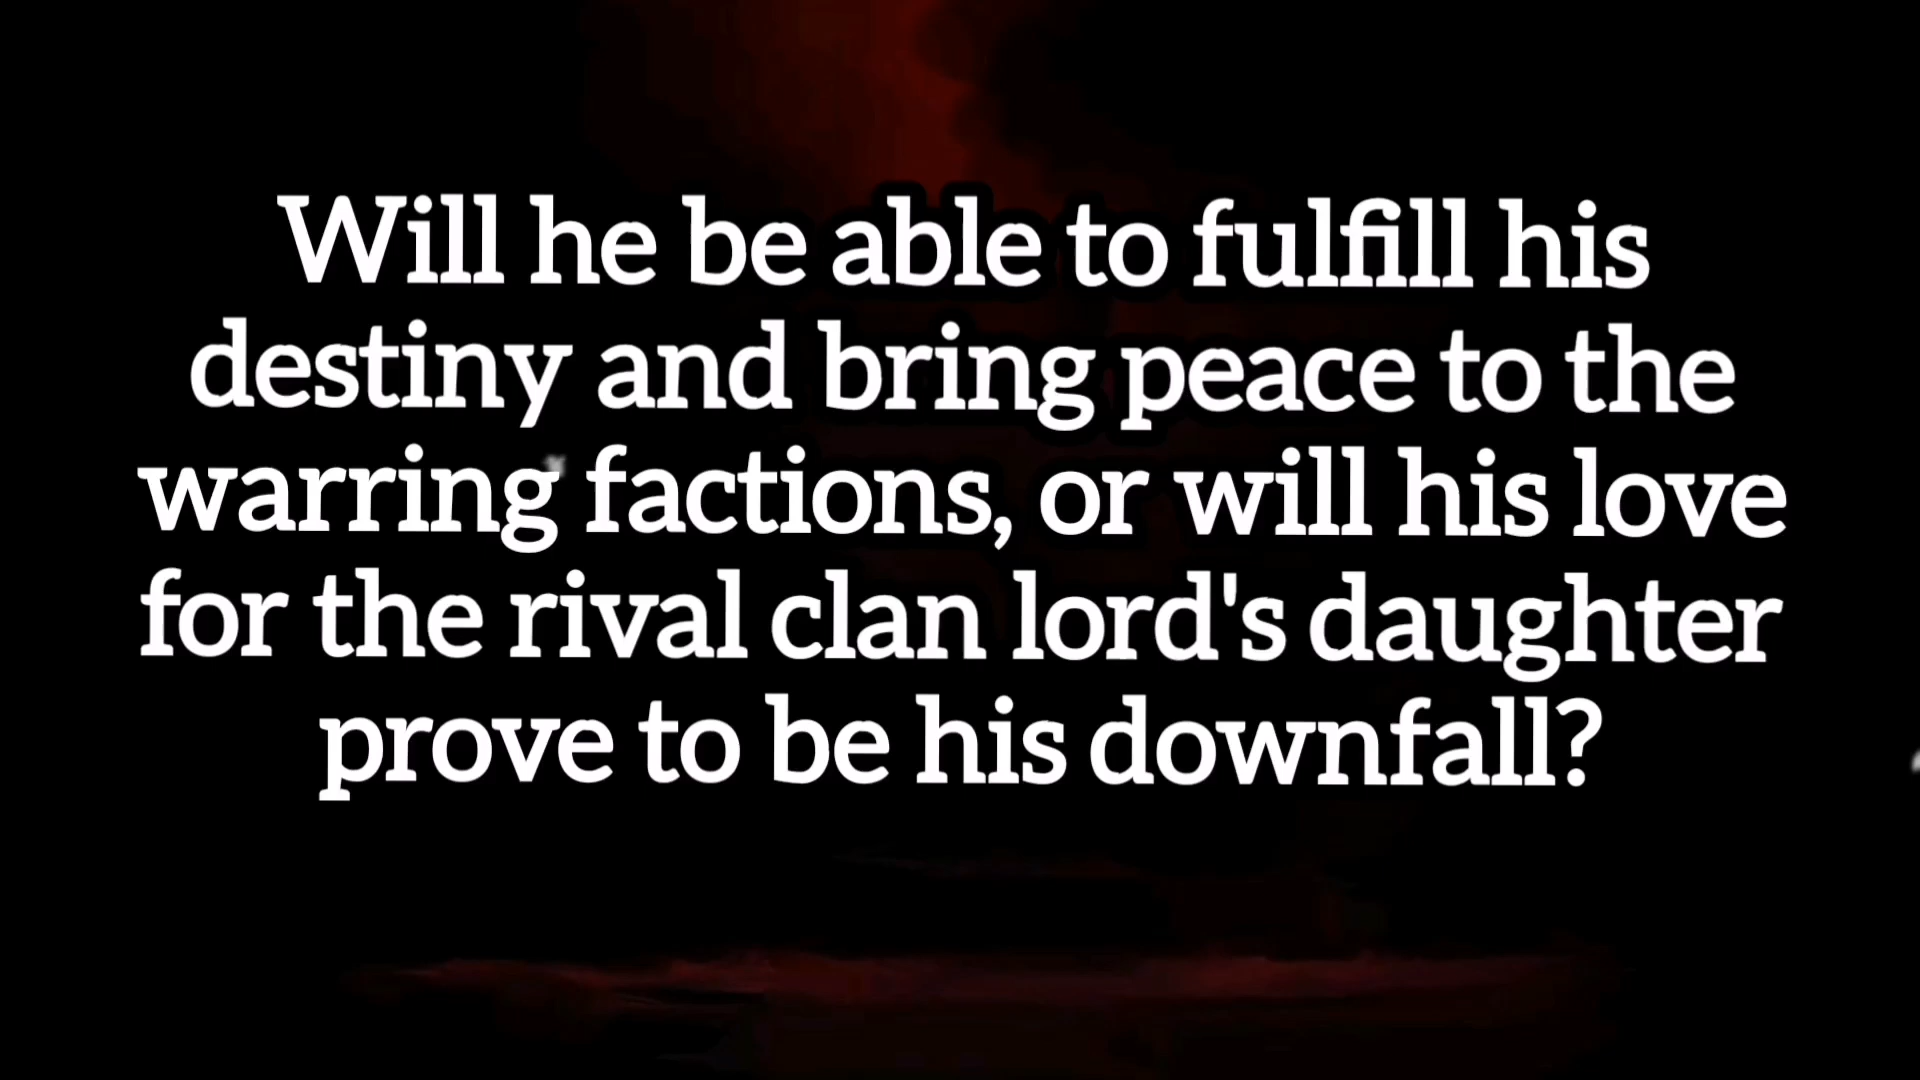 Will he be able to fulfill his
destiny and bring peace to the
warring factions, or will his love
for the rival clan lord's daughter
prove to be his downfall?